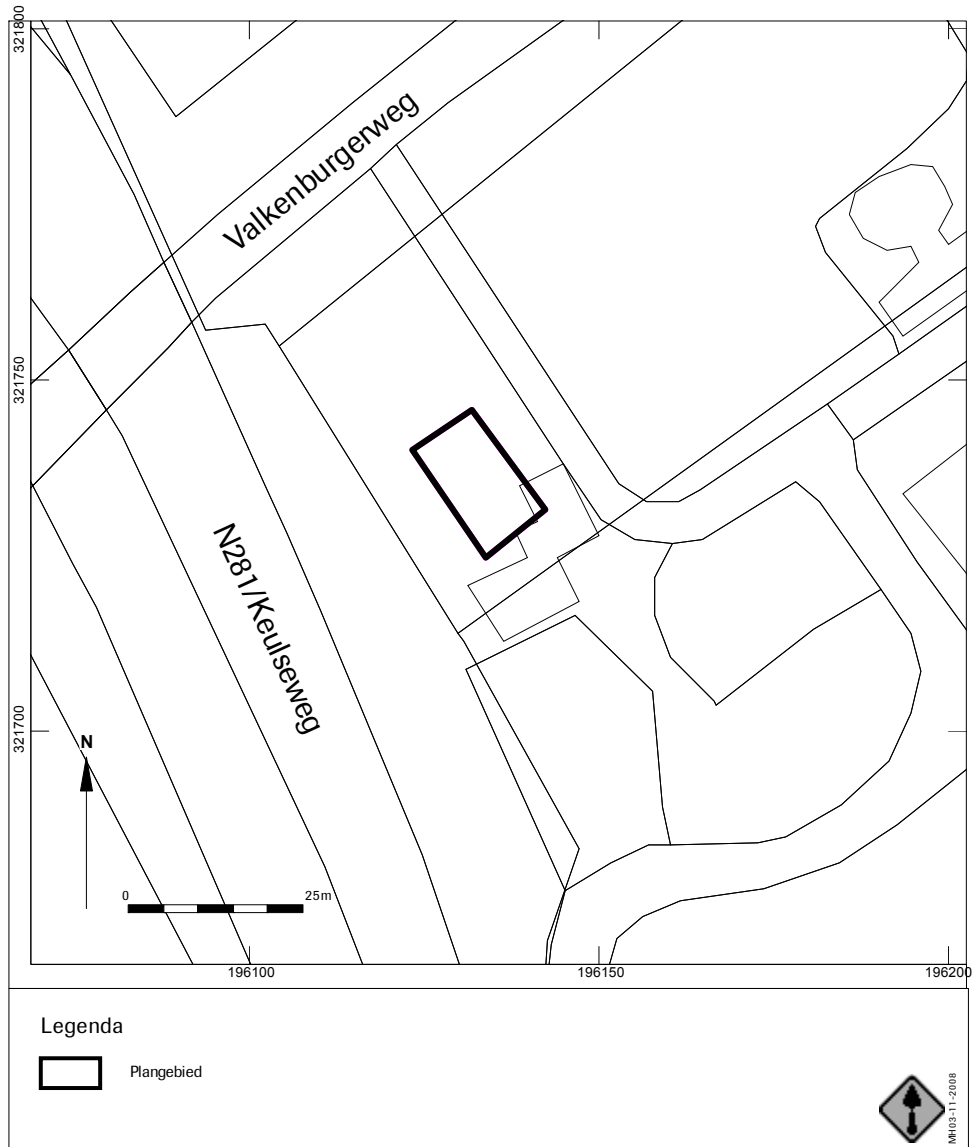 321800
Valkenburgerweg
321750
N281/Keulseweg
321700
N
0 25m
196100 196150 196200
Legenda
Plangebied
MH03-11-2008